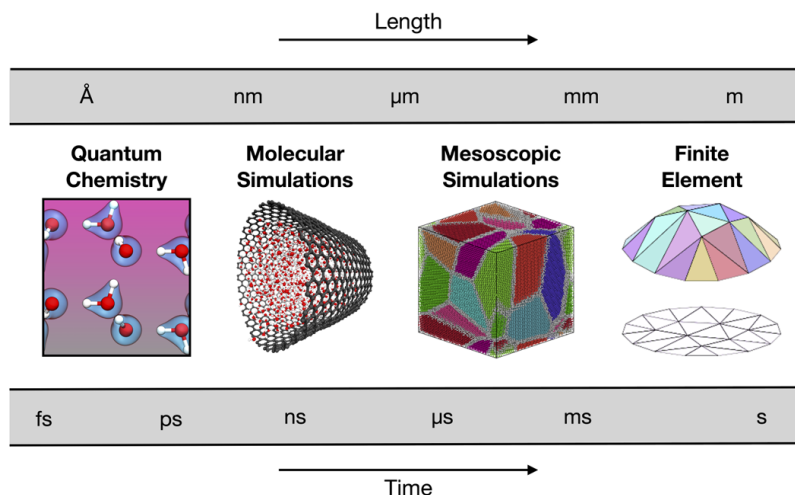 Length
Å nm µm mm m
Quantum Chemistry
Molecular Simulations
Mesoscopic Simulations
Finite Element
fs ps ns µs ms s
Time